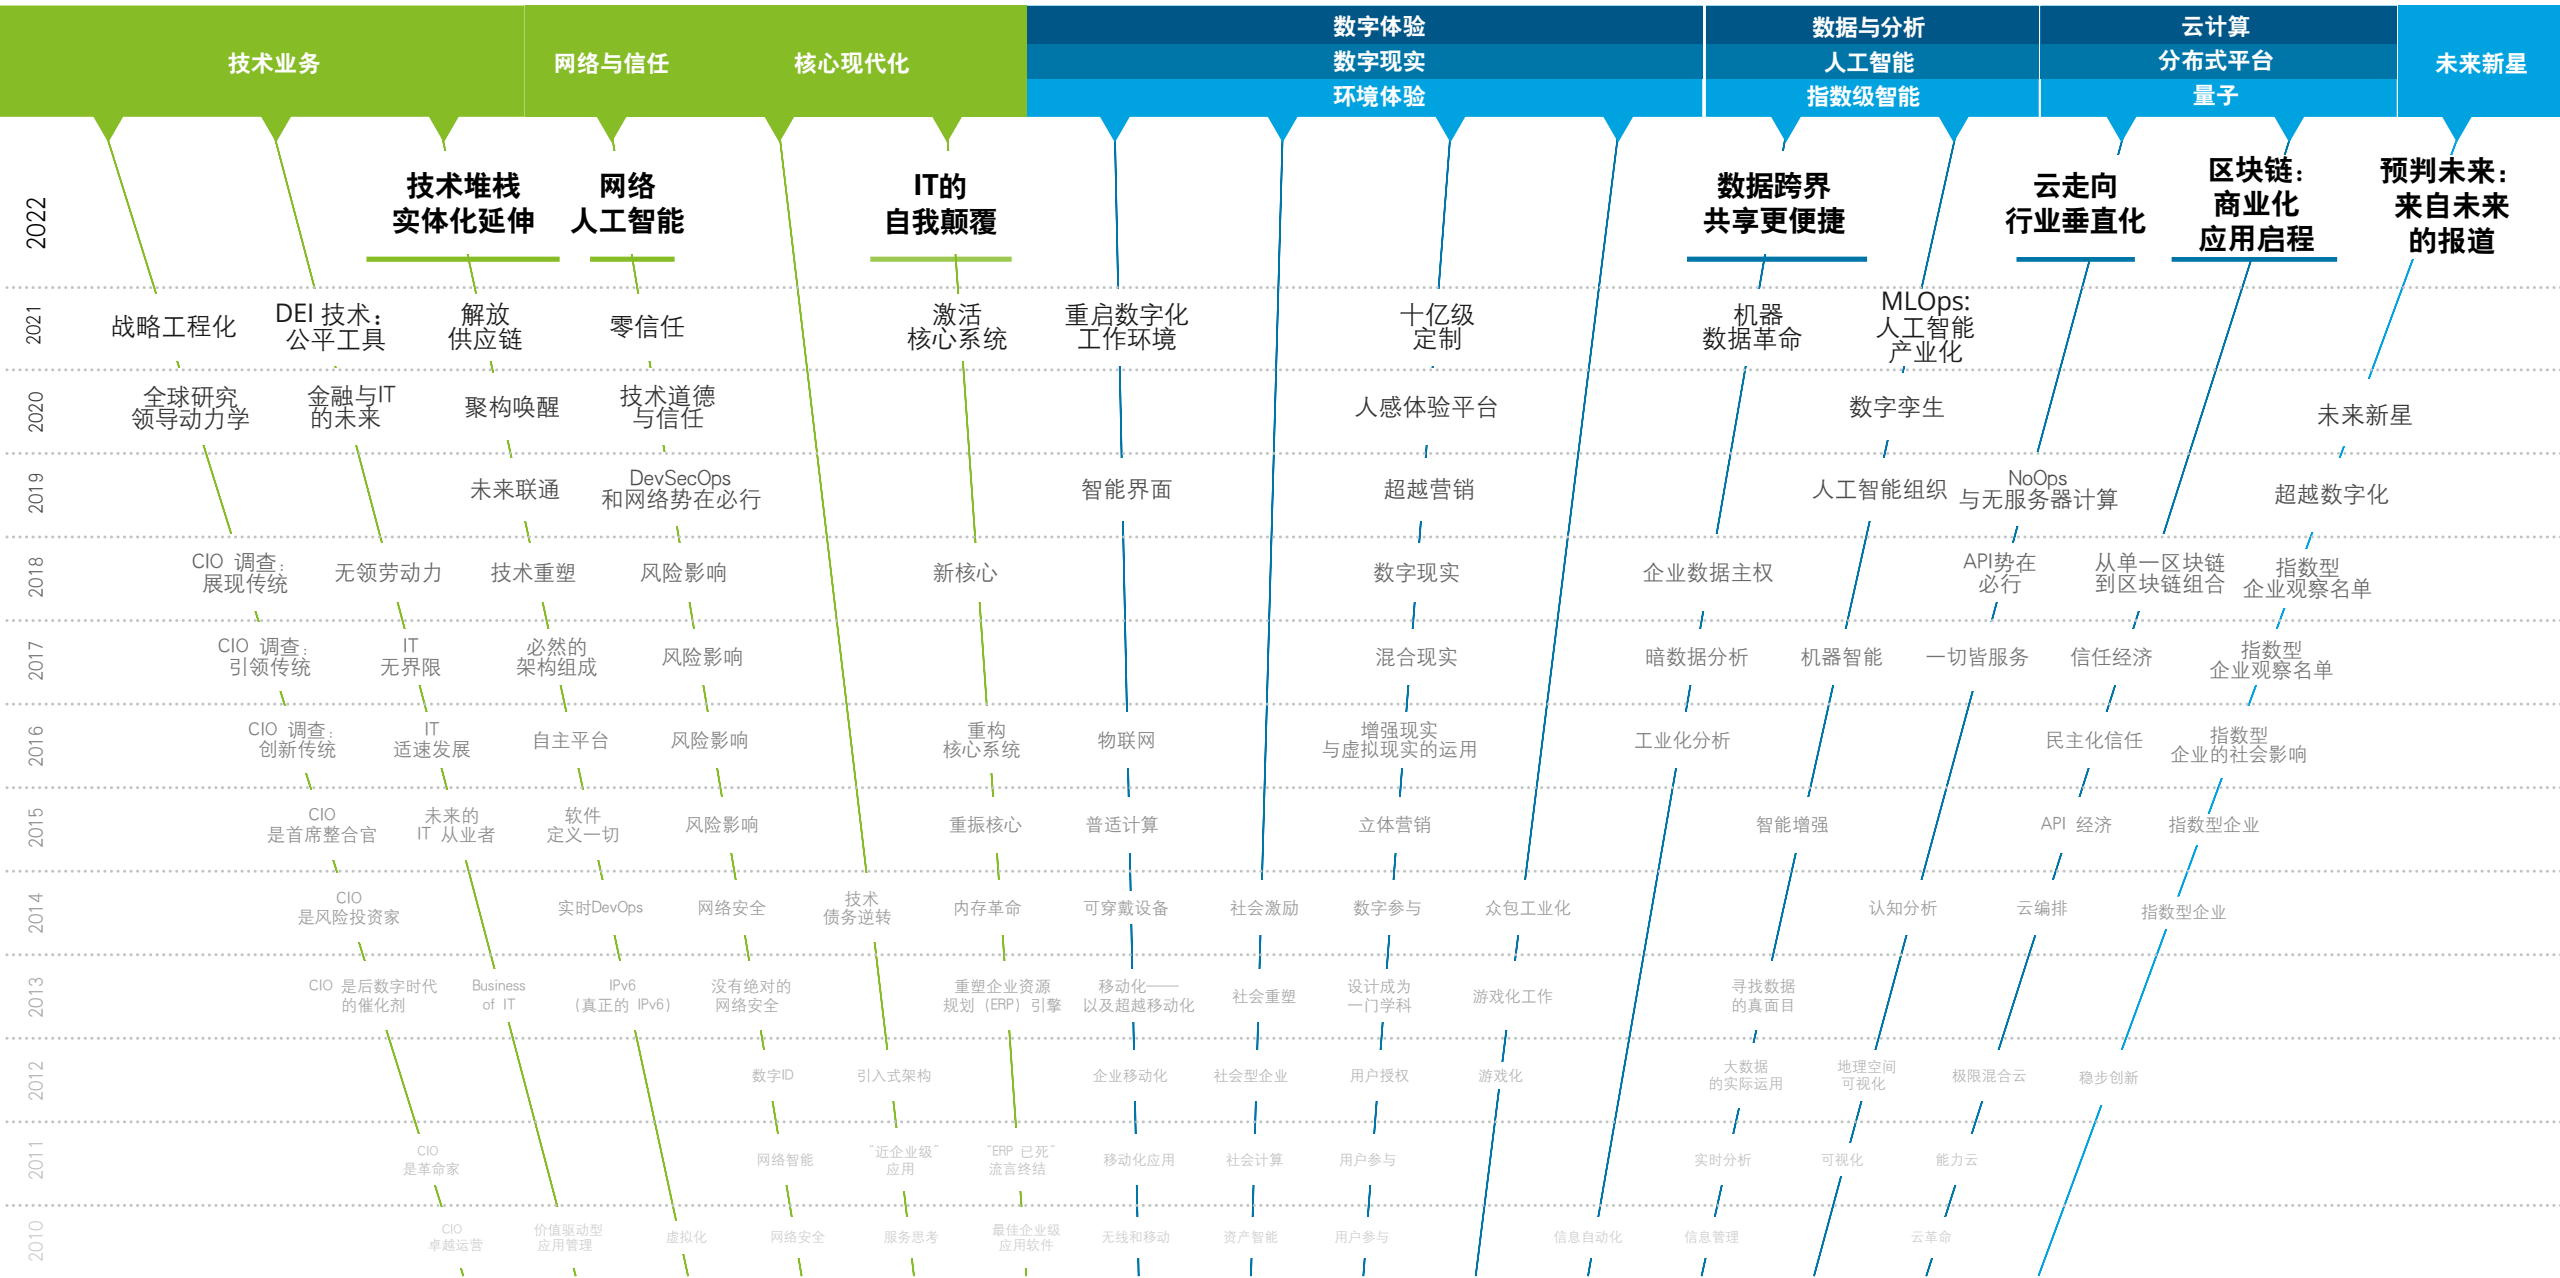 技术业务
网络与信任
核心现代化
数字体验
数字现实
环境体验
数据与分析
人工智能
指数级智能
云计算
分布式平台
量子
未来新星
2022
技术堆栈
实体化延伸
网络
人工智能
IT的
自我颠覆
数据跨界
共享更便捷
云走向
行业垂直化
区块链：
商业化
应用启程
预判未来：
来自未来
的报道
2021
战略工程化
DEI 技术：
公平工具
解放
供应链
零信任
激活
核心系统
重启数字化
工作环境
十亿级
定制
机器
数据革命
MLOps:
人工智能
产业化
2020
全球研究
领导动力学
金融与IT
的未来
聚构唤醒
技术道德
与信任
人感体验平台
数字孪生
未来新星
2019
未来联通
DevSecOps
和网络势在必行
智能界面
超越营销
人工智能组织
NoOps
与无服务器计算
超越数字化
2018
CIO 调查：
展现传统
无领劳动力
技术重塑
风险影响
新核心
数字现实
企业数据主权
API势在
必行
从单一区块链
到区块链组合
指数型
企业观察名单
2017
CIO 调查：
引领传统
IT
无界限
必然的
架构组成
风险影响
混合现实
暗数据分析
机器智能
一切皆服务
信任经济
指数型
企业观察名单
2016
CIO 调查：
创新传统
IT
适速发展
自主平台
风险影响
重构
核心系统
物联网
增强现实
与虚拟现实的运用
工业化分析
民主化信任
指数型
企业的社会影响
2015
CIO
是首席整合官
未来的
IT 从业者
软件
定义一切
风险影响
重振核心
普适计算
立体营销
智能增强
API 经济
指数型企业
2014
CIO
是风险投资家
实时DevOps
网络安全
技术
债务逆转
内存革命
可穿戴设备
社会激励
数字参与
众包工业化
认知分析
云编排
指数型企业
2013
CIO 是后数字时代
的催化剂
Business
of IT
IPv6
（真正的 IPv6）
没有绝对的
网络安全
重塑企业资源
规划（ERP）引擎
移动化——
以及超越移动化
社会重塑
设计成为
一门学科
游戏化工作
寻找数据
的真面目
2012
数字ID
引入式架构
企业移动化
社会型企业
用户授权
游戏化
大数据
的实际运用
地理空间
可视化
极限混合云
稳步创新
2011
CIO
是革命家
网络智能
“近企业级”
应用
“ERP 已死”
流言终结
移动化应用
社会计算
用户参与
实时分析
可视化
能力云
2010
CIO
卓越运营
价值驱动型
应用管理
虚拟化
网络安全
服务思考
最佳企业级
应用软件
无线和移动
资产智能
用户参与
信息自动化
信息管理
云革命